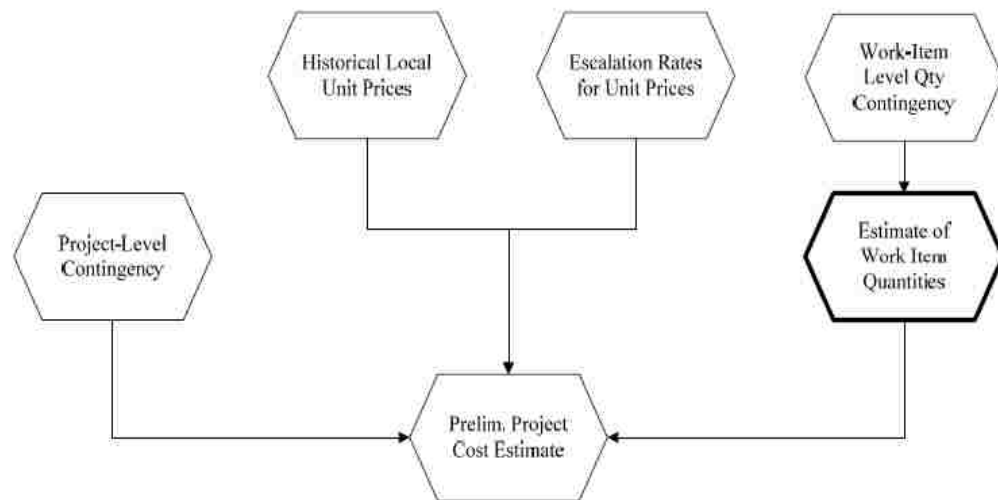 Historical Local
Unit Prices
Escalation Rates
for Unit Prices
Work-Item
Level Qty
Contingency
Project-Level
Contingency
Estimate of
Work Item
Quantities
Prelim. Project
Cost Estimate